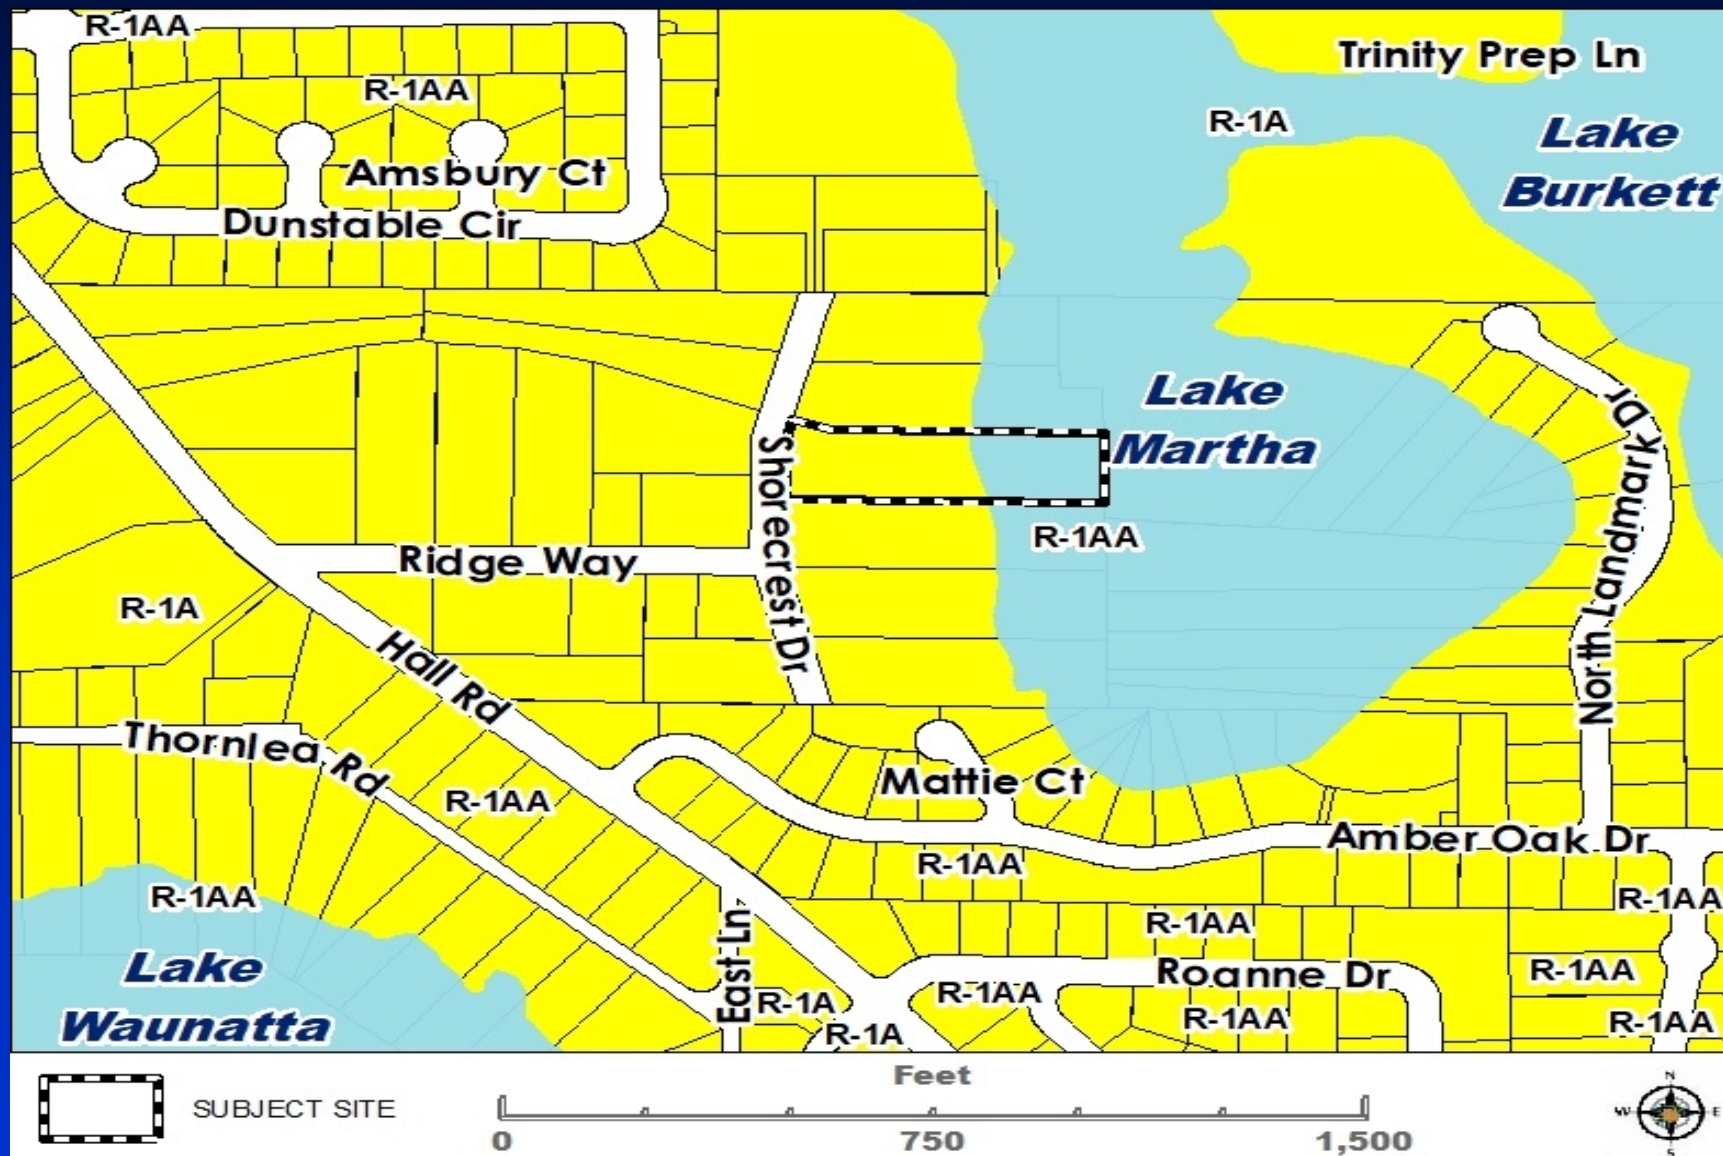 R-1AA
Trinity Prep Ln
R-1AA
R-1A
Lake
Burkett
Amsbury Ct
Dunstable Cir
Lake
Martha
North Landmark Dr
Shorecrest Dr
R-1AA
Ridge Way
R-1A
Hall Rd
Thornlea Rd
Mattie Ct
R-1AA
Amber Oak Dr
R-1AA
R-1AA
R-1AA
R-1AA
East Ln
Lake
Waunatta
Roanne Dr
R-1AA
R-1A
R-1AA
R-1AA
R-1AA
R-1A
Feet
SUBJECT SITE
0
750
1,500
N
W
E
S